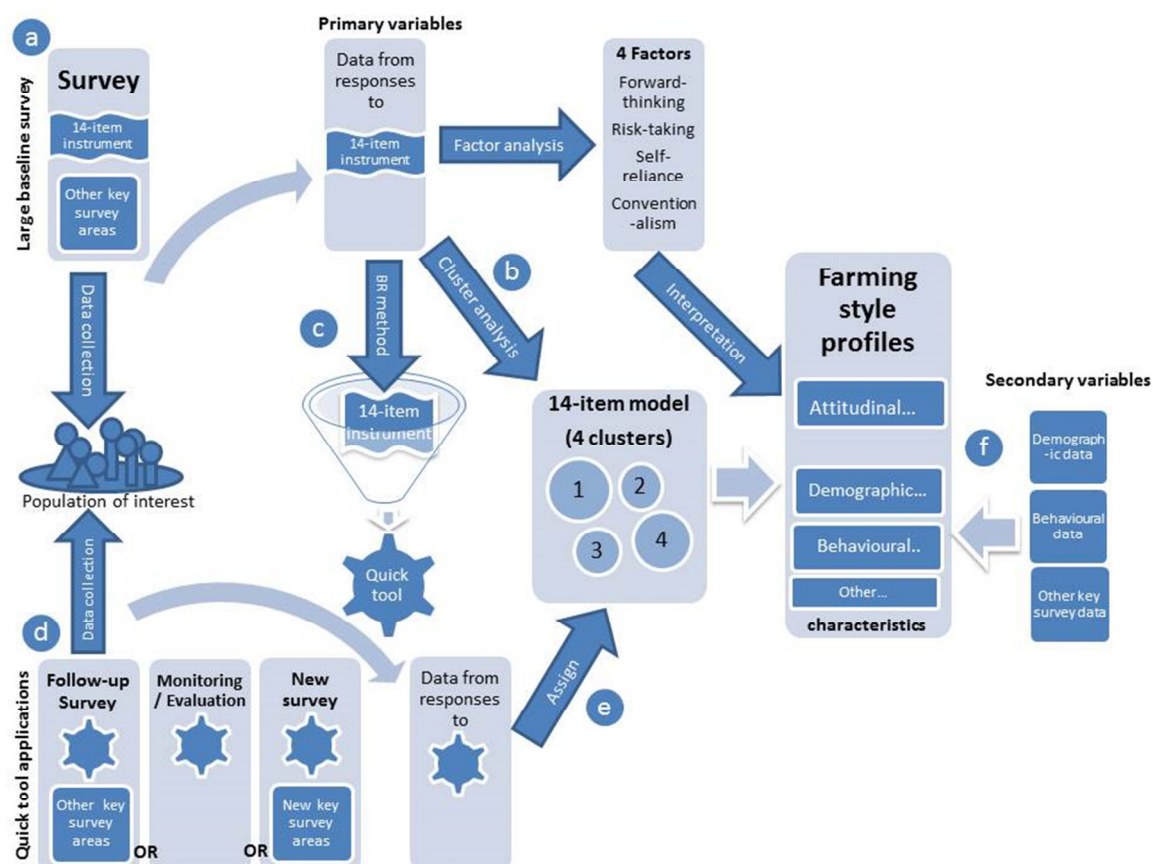 a
Large baseline survey
Survey
14-item
instrument
Other key
survey
areas
Data collection
Population of interest
Primary variables
Data from
responses
to
14-item
instrument
Factor analysis
4 Factors
Forward-
thinking
Risk-taking
Self-
reliance
Convention
-alism
b
Cluster analysis
c
BR method
14-item
instrument
Quick
tool
Interpretation
14-item model
(4 clusters)
1
2
3
4
Farming
style
profiles
Attitudinal...
Demographic...
Behavioural..
Other...
characteristics
Secondary variables
f
Demograph
-ic data
Behavioural
data
Other key
survey data
d
Data collection
Quick tool applications
Follow-up
Survey
Other key
survey
areas
OR
Monitoring
/ Evaluation
OR
New
survey
New key
survey
areas
Data from
responses
to
Assign
e